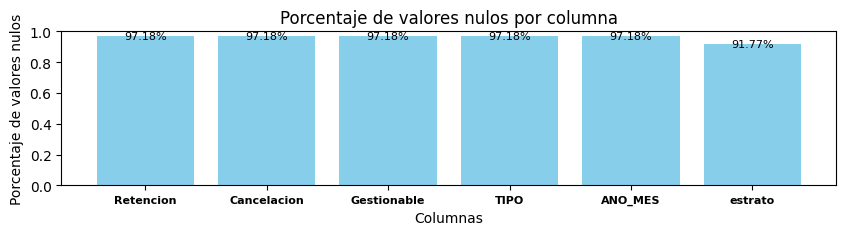 Porcentaje de valores nulos por columna
Porcentaje de valores nulos
1.0
0.8
0.6
0.4
0.2
0.0
97.18% 97.18% 97.18% 97.18% 97.18% 91.77%
Retencion Cancelacion Gestionable TIPO ANO_MES estrato
Columnas